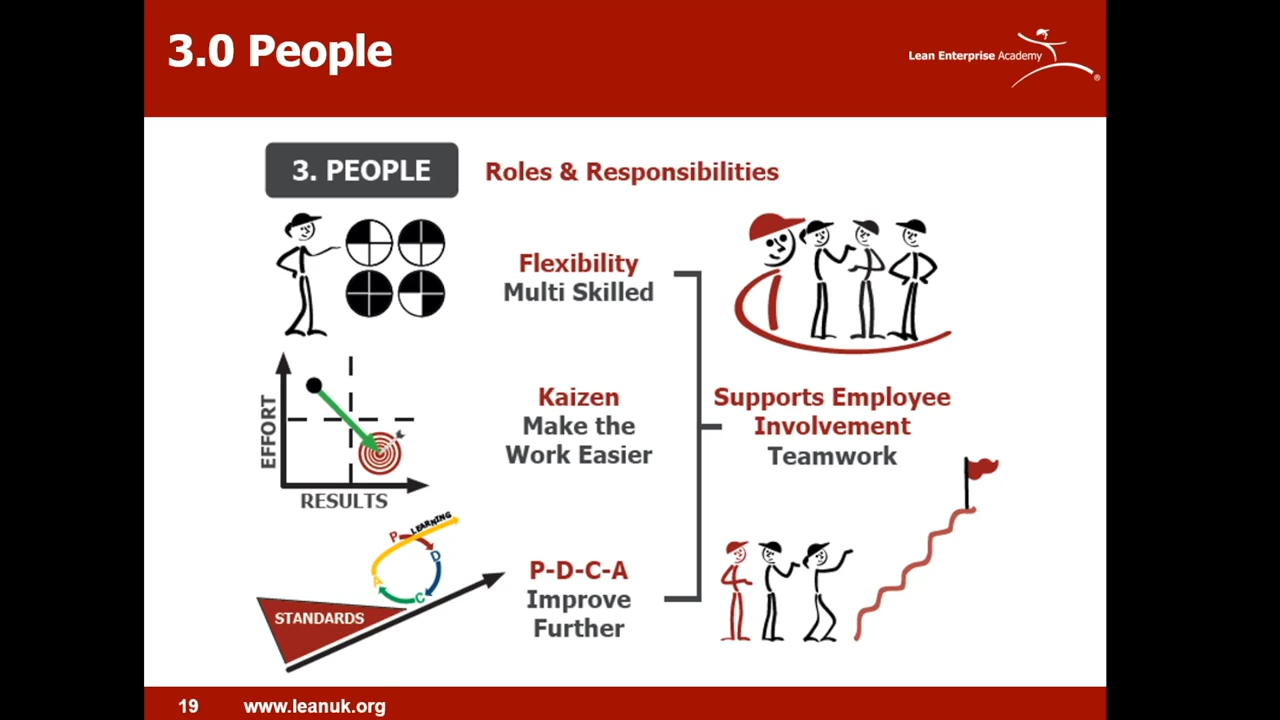 3.0 People
Lean Enterprise Academy
®
3. PEOPLE
Roles & Responsibilities
Flexibility
Multi Skilled
EFFORT
RESULTS
Kaizen
Make the
Work Easier
Supports Employee
Involvement
Teamwork
LEARNING
P
D
C
A
STANDARDS
P-D-C-A
Improve
Further
19
www.leanuk.org